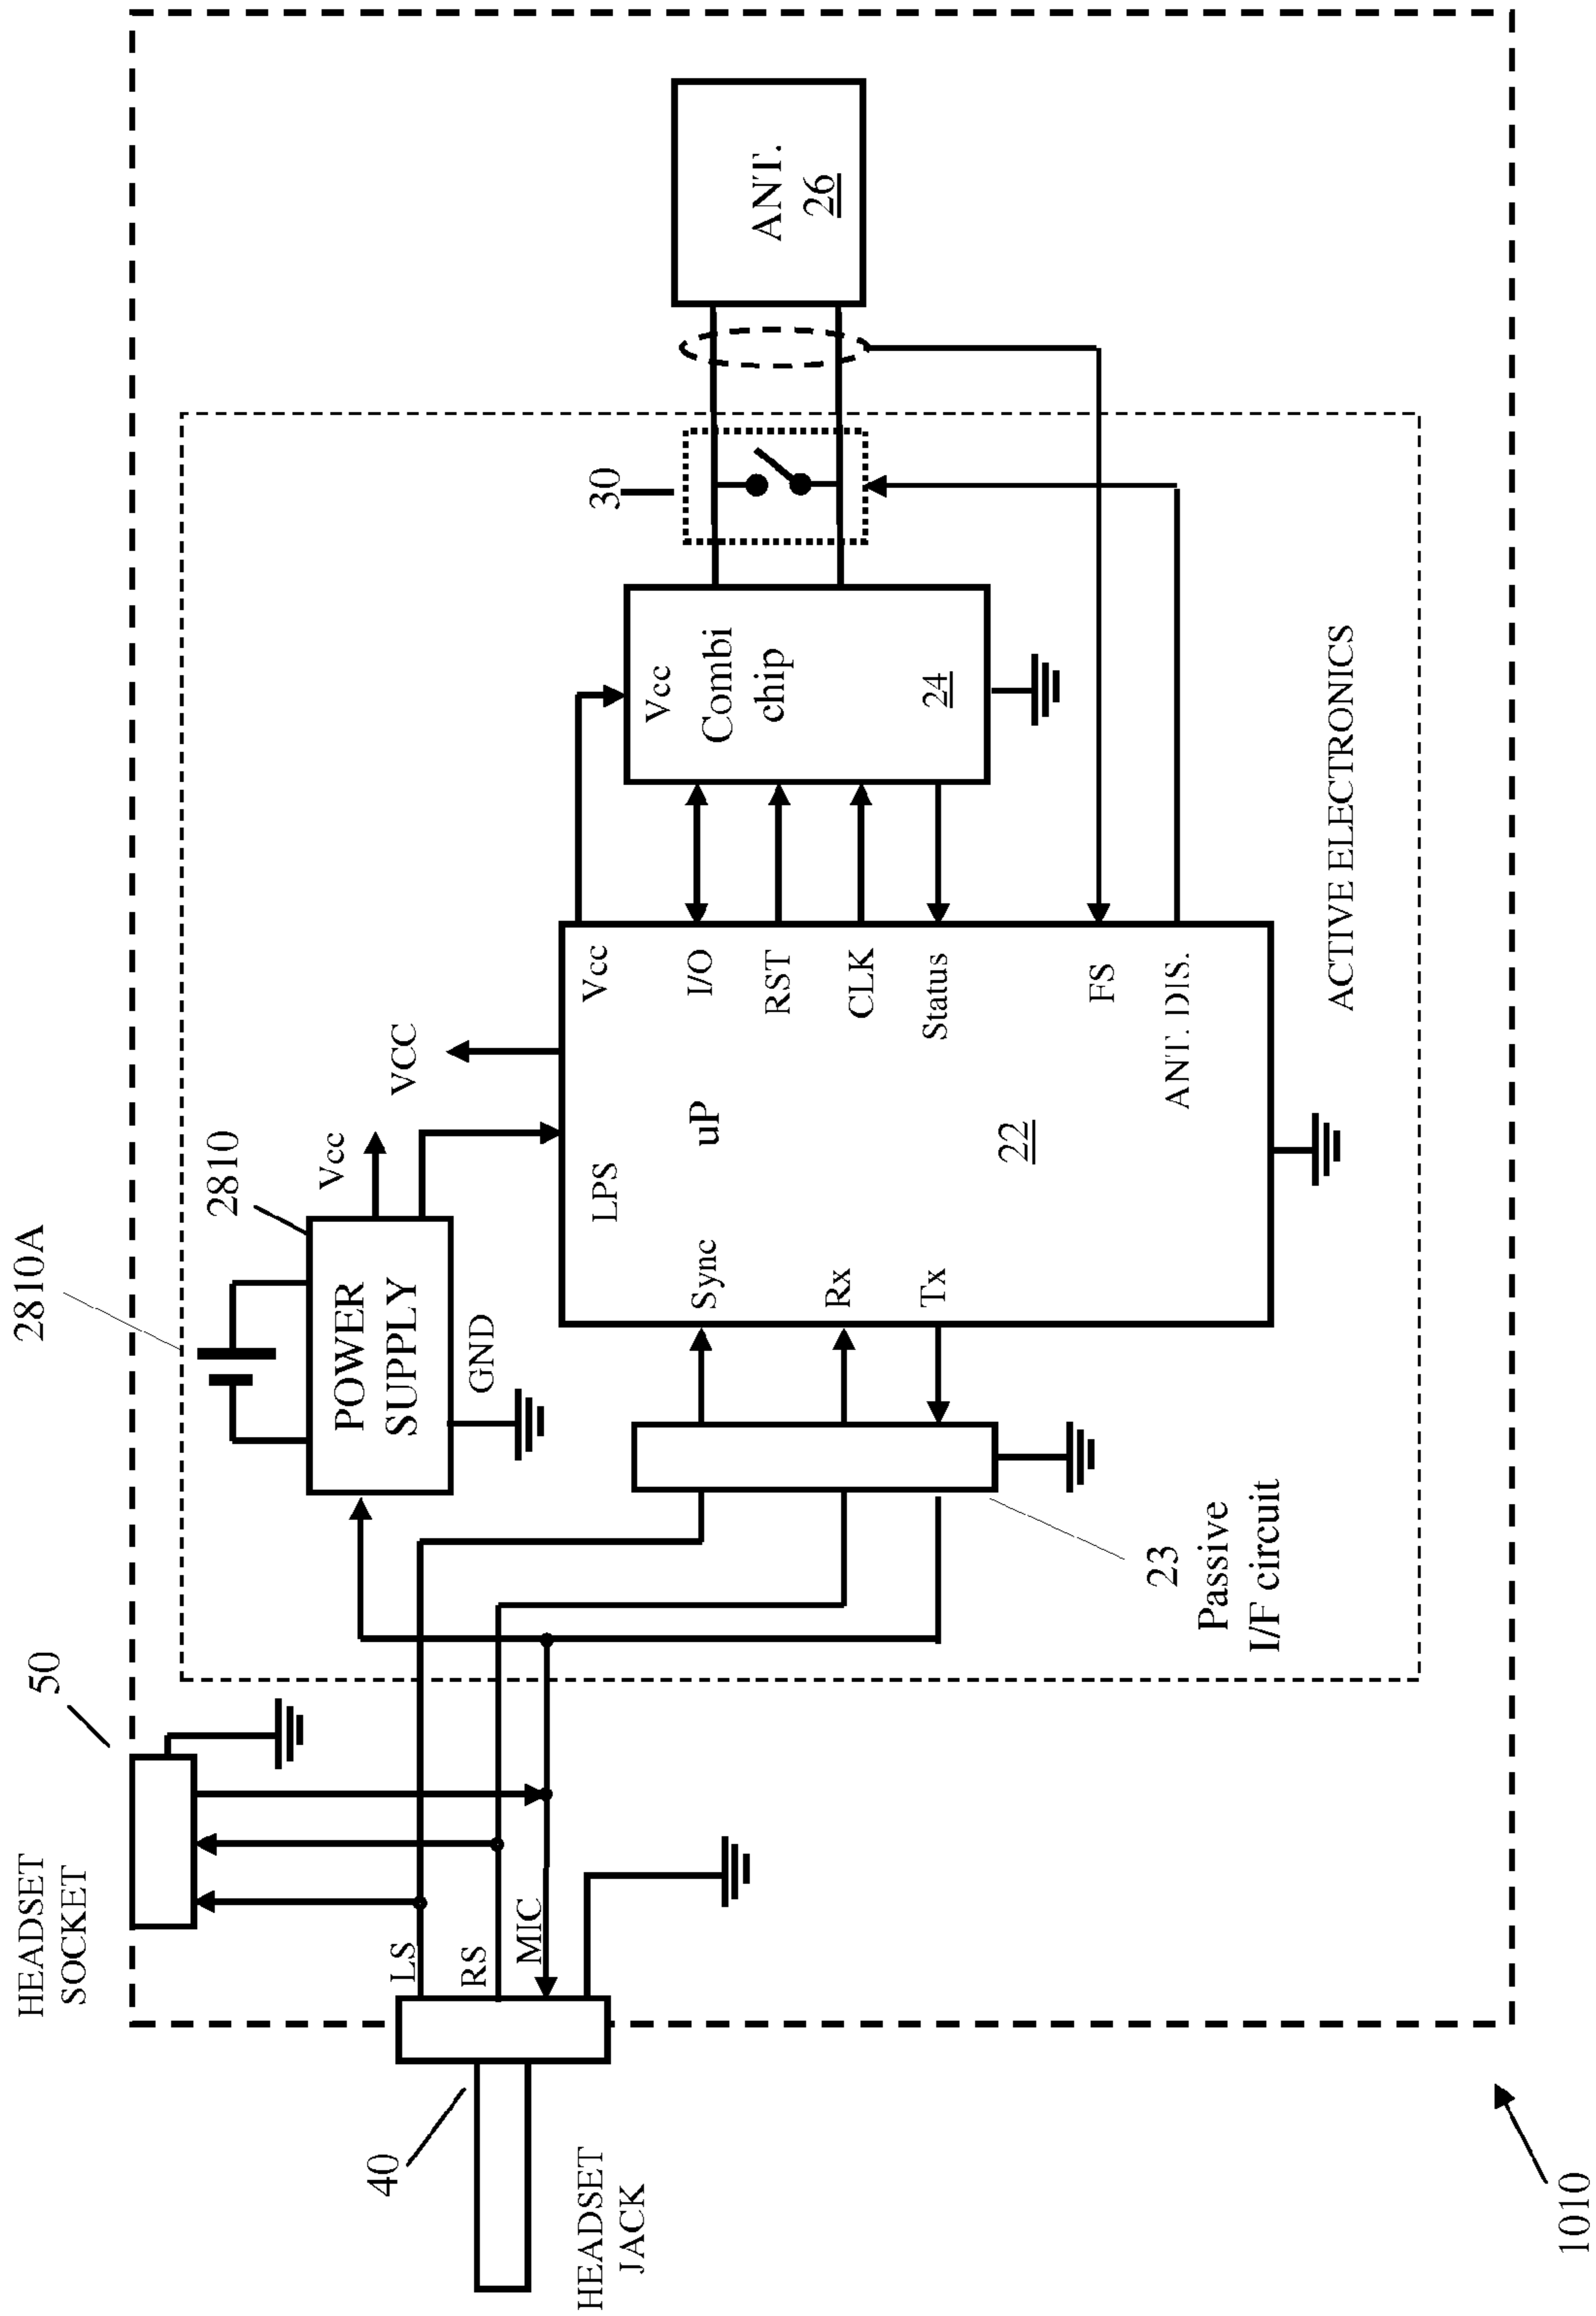 HEADSET
SOCKET
50
2810A
2810
POWER
SUPPLY
Vcc
GND
VCC
LS
RS
MIC
40
HEADSET
JACK
LPS
Sync
Rx
Tx
uP
22
Vcc
I/O
RST
CLK
Status
FS
ANT. DIS.
Vcc
Combi
chip
24
30
ANT.
26
23
Passive
I/F circuit
ACTIVE ELECTRONICS
1010